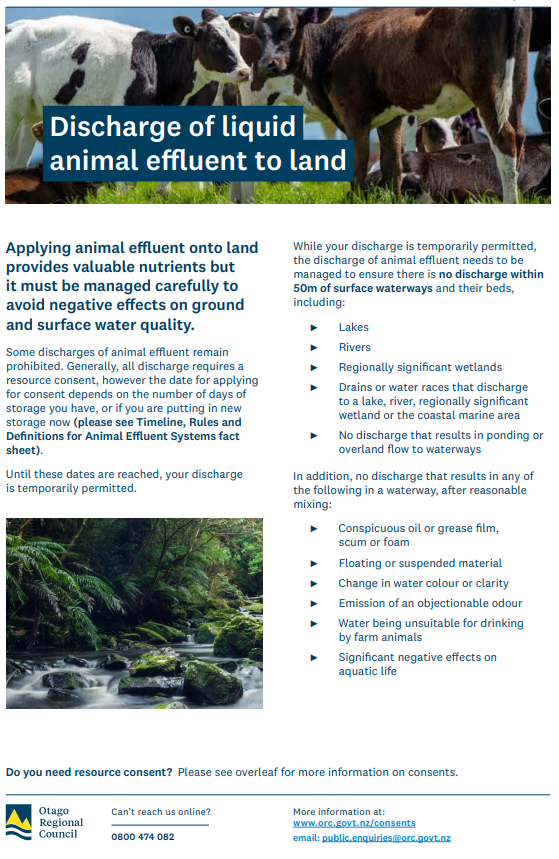 Discharge of liquid
animal effluent to land
Applying animal effluent onto land
provides valuable nutrients but
it must be managed carefully to
avoid negative effects on ground
and surface water quality.
Some discharges of animal effluent remain
prohibited. Generally, all discharge requires a
resource consent, however the date for applying
for consent depends on the number of days of
storage you have, or if you are putting in new
storage now (please see Timeline, Rules and
Definitions for Animal Effluent Systems fact
sheet).
Until these dates are reached, your discharge
is temporarily permitted.
While your discharge is temporarily permitted,
the discharge of animal effluent needs to be
managed to ensure there is no discharge within
50m of surface waterways and their beds,
including:
► Lakes
► Rivers
► Regionally significant wetlands
► Drains or water races that discharge
to a lake, river, regionally significant
wetland or the coastal marine area
► No discharge that results in ponding or
overland flow to waterways
In addition, no discharge that results in any of
the following in a waterway, after reasonable
mixing:
► Conspicuous oil or grease film,
scum or foam
► Floating or suspended material
► Change in water colour or clarity
► Emission of an objectionable odour
► Water being unsuitable for drinking
by farm animals
► Significant negative effects on
aquatic life
Do you need resource consent? Please see overleaf for more information on consents.
Otago
Regional
Council
Can't reach us online?
0800 474 082
More information at:
www.orc.govt.nz/consents
email: public.enquiries@orc.govt.nz